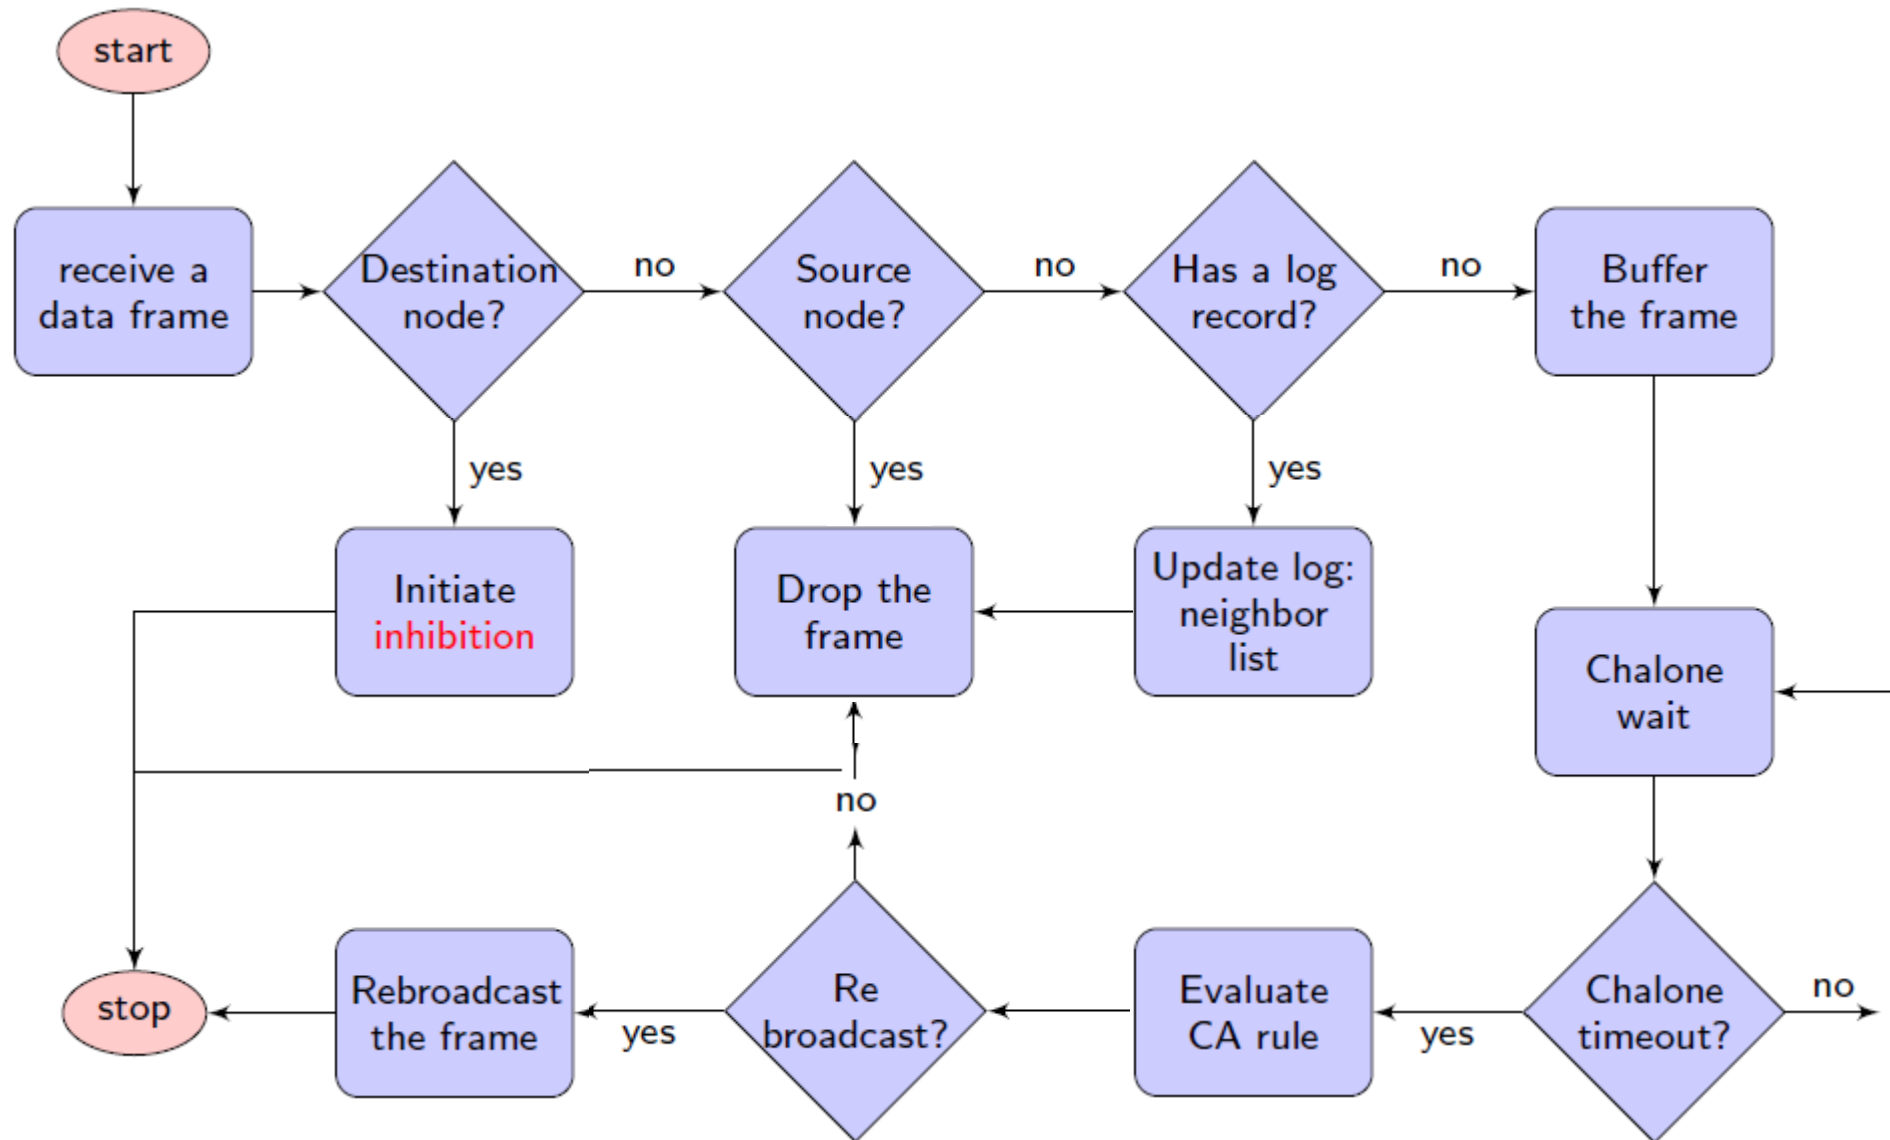 start
receive a
data frame
Destination
node?
no
Source
node?
no
Has a log
record?
no
Buffer
the frame
yes
yes
yes
Initiate
inhibition
Drop the
frame
Update log:
neighbor
list
Chalone
wait
no
stop
Rebroadcast
the frame
yes
Re
broadcast?
Evaluate
CA rule
yes
Chalone
timeout?
no